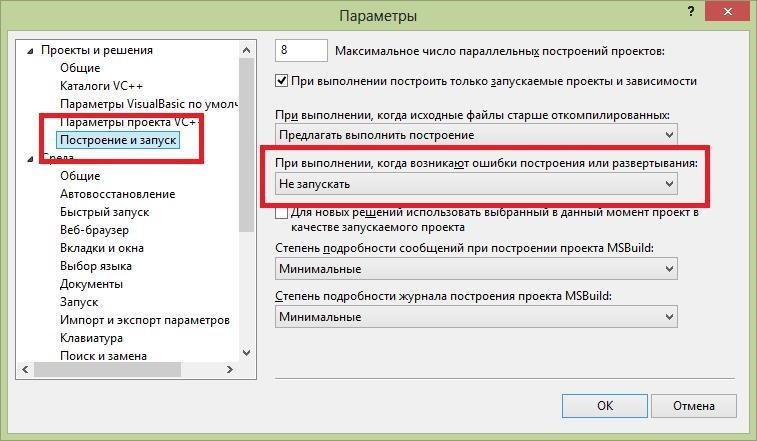 Параметры
?
Проекты и решения
Общие
Каталоги VC++
Параметры VisualBasic по умолч
Параметры проекта VC+
Построение и запуск
Среда
Общие
Автовосстановление
Быстрый запуск
Веб-браузер
Вкладки и окна
Выбор языка
Документы
Запуск
Импорт и экспорт параметров
Клавиатура
Поиск и замена
8 Максимальное число параллельных построений проектов:
При выполнении построить только запускаемые проекты и зависимости
При выполнении, когда исходные файлы старше откомпилированных:
Предлагать выполнить построение
При выполнении, когда возникают ошибки построения или развертывания:
Не запускать
Для новых решений использовать выбранный в данный момент проект в
качестве запускаемого проекта
Степень подробности сообщений при построении проекта MSBuild:
Минимальные
Степень подробности журнала построения проекта MSBuild:
Минимальные
OK
Отмена